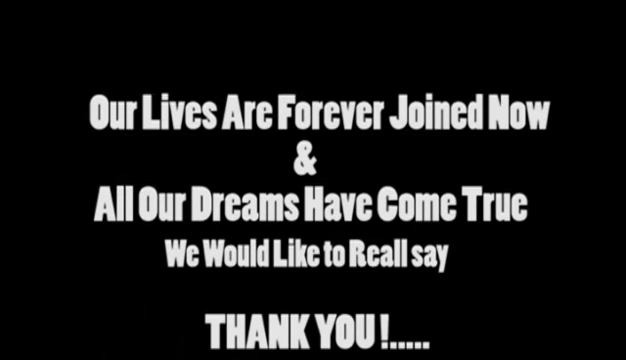 Our Lives Are Forever Joined Now
&
All Our Dreams Have Come True
We Would Like to Reall say
THANK YOU !.....